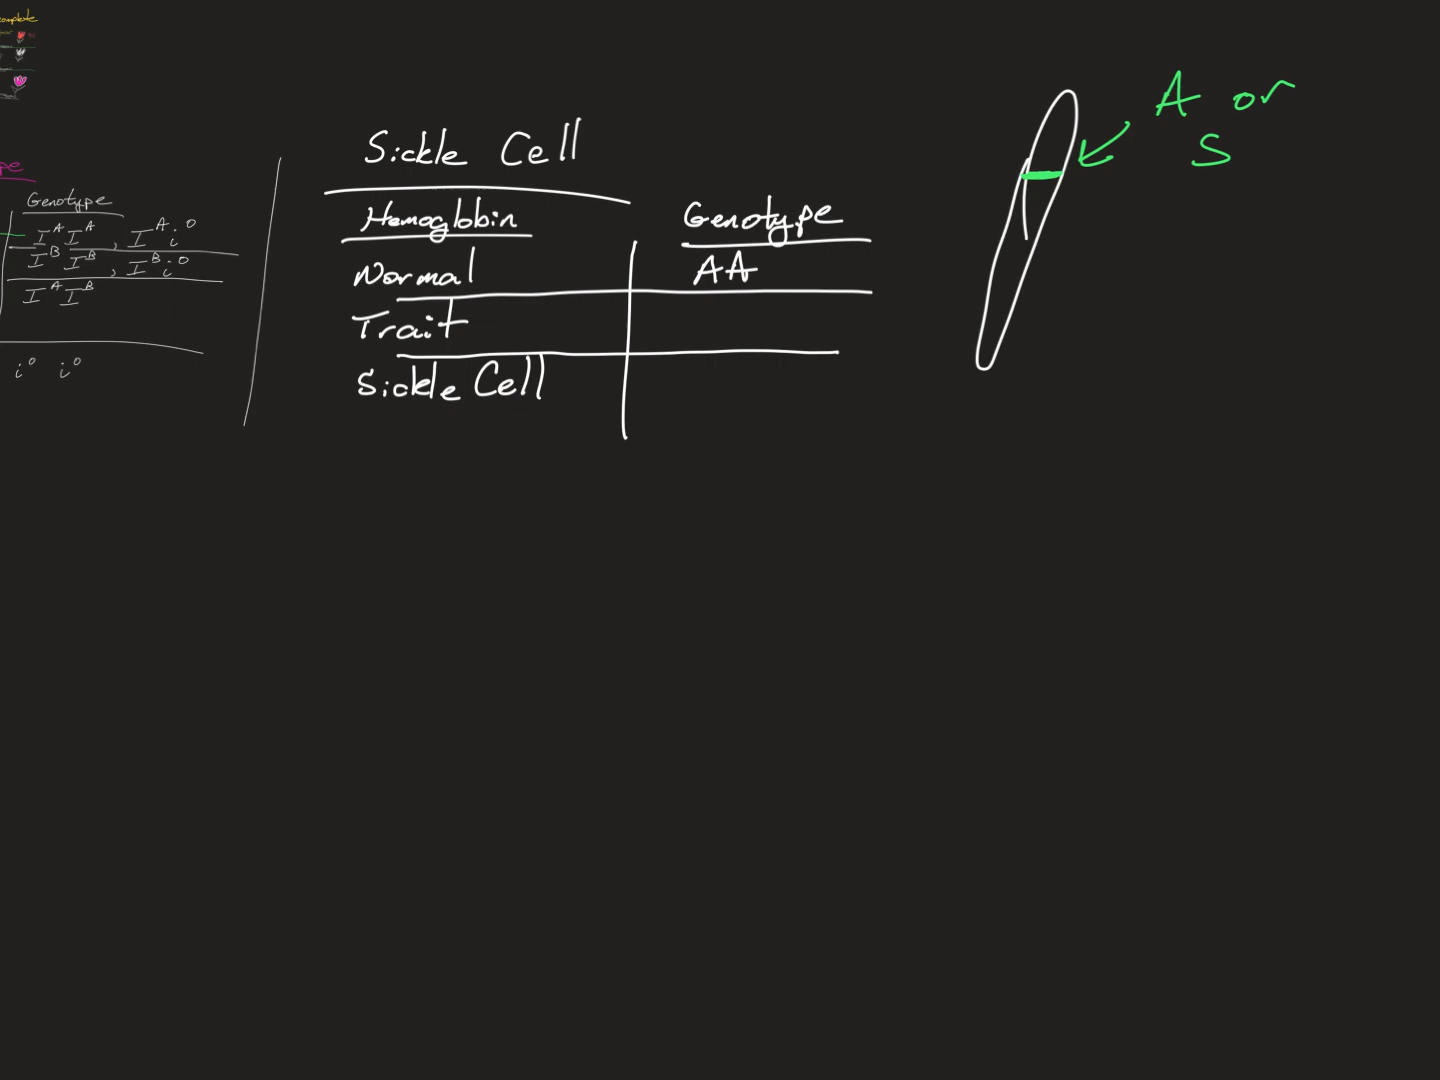 Genotype
I^A I^A , I^A i^o
I^B I^B , I^B i^o
I^A I^B
i^o i^o
Sickle Cell
Hemoglobin Genotype
Normal AA
Trait
Sickle Cell
A or
S